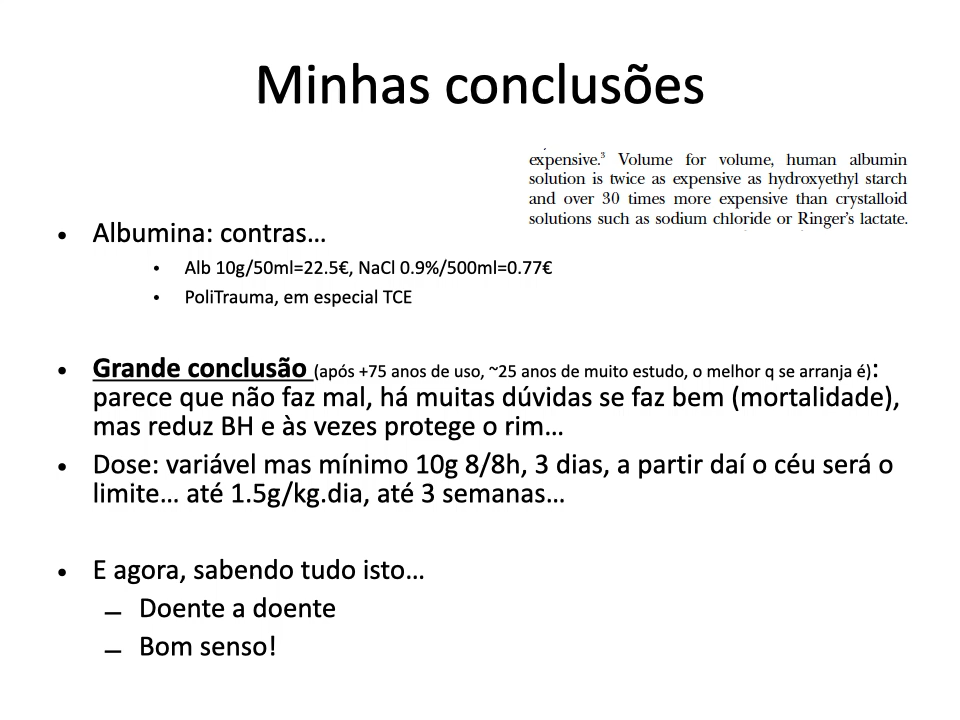 Minhas conclusões
expensive.³ Volume for volume, human albumin
solution is twice as expensive as hydroxyethyl starch
and over 30 times more expensive than crystalloid
solutions such as sodium chloride or Ringer's lactate.
• Albumina: contras…
• Alb 10g/50ml=22.5€, NaCl 0.9%/500ml=0.77€
• PoliTrauma, em especial TCE
• Grande conclusão (após +75 anos de uso, ~25 anos de muito estudo, o melhor q se arranja é):
parece que não faz mal, há muitas dúvidas se faz bem (mortalidade),
mas reduz BH e às vezes protege o rim…
• Dose: variável mas mínimo 10g 8/8h, 3 dias, a partir daí o céu será o
limite… até 1.5g/kg.dia, até 3 semanas…
• E agora, sabendo tudo isto…
– Doente a doente
– Bom senso!